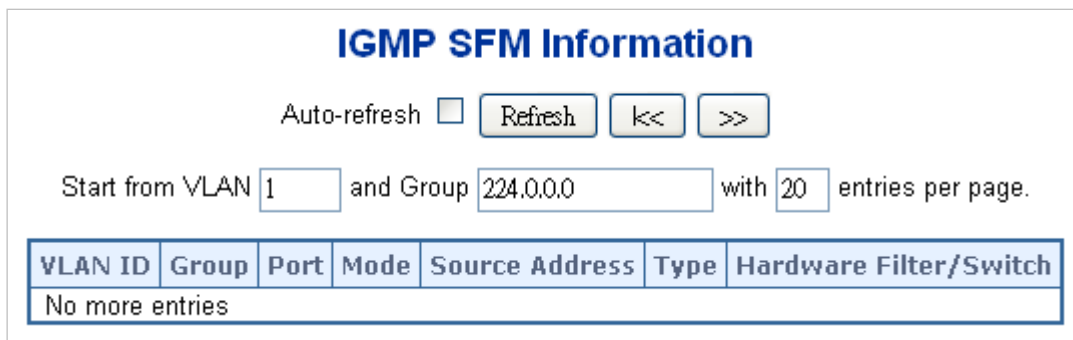 IGMP SFM Information
Auto-refresh Refresh |<< >>
Start from VLAN 1 and Group 224.0.0.0 with 20 entries per page.
VLAN ID Group Port Mode Source Address Type Hardware Filter/Switch
No more entries